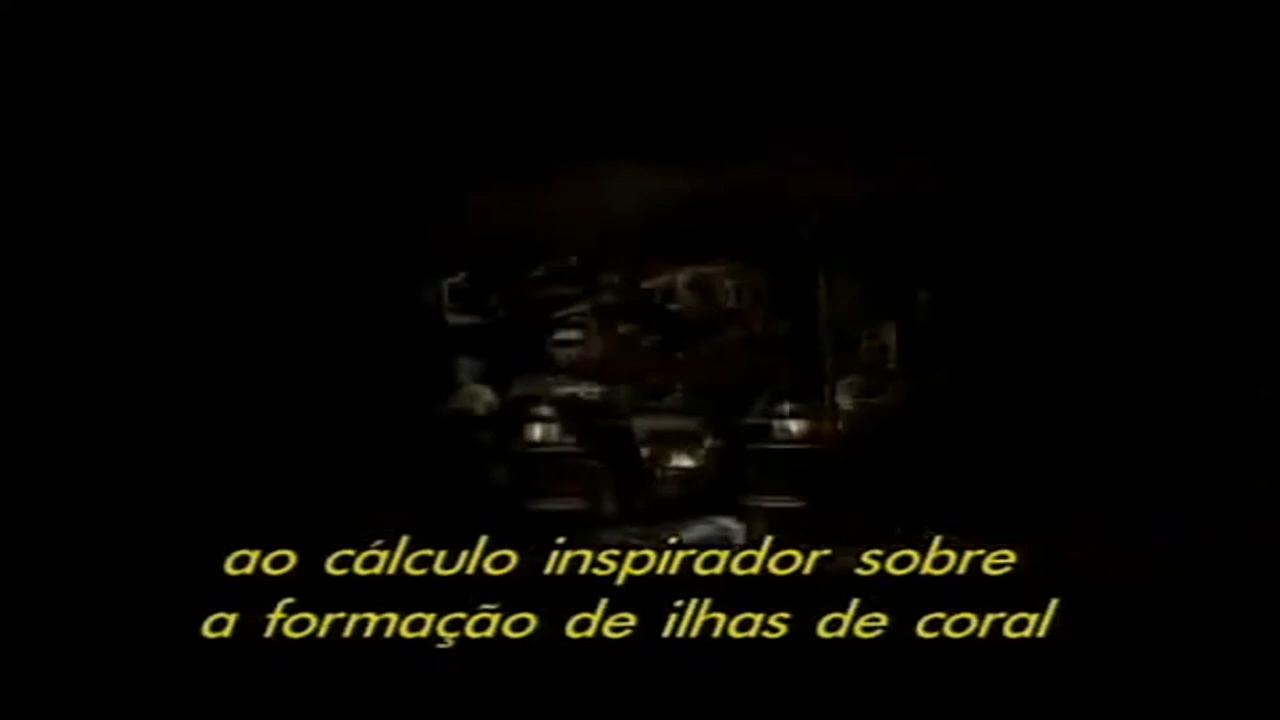 ao cálculo inspirador sobre
a formação de ilhas de coral